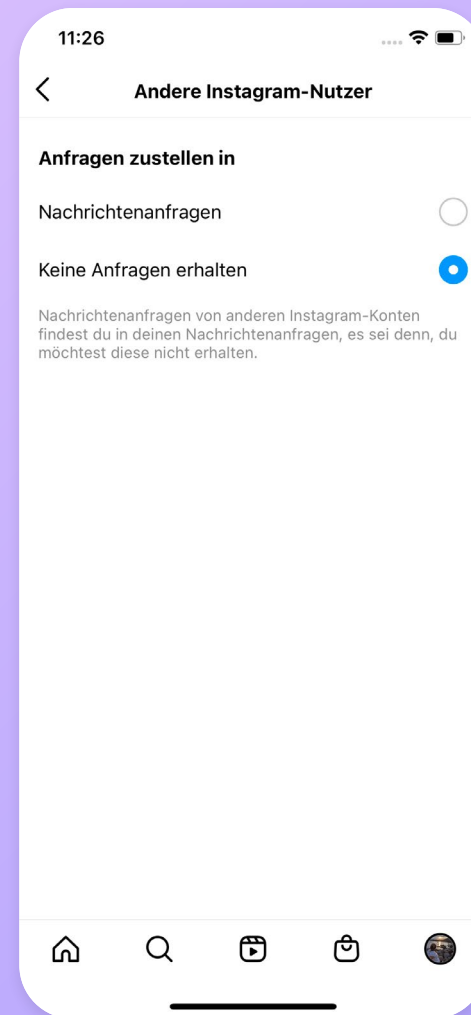 11:26
Andere Instagram-Nutzer
Anfragen zustellen in
Nachrichtenanfragen
Keine Anfragen erhalten
Nachrichtenanfragen von anderen Instagram-Konten
findest du in deinen Nachrichtenanfragen, es sei denn, du
möchtest diese nicht erhalten.